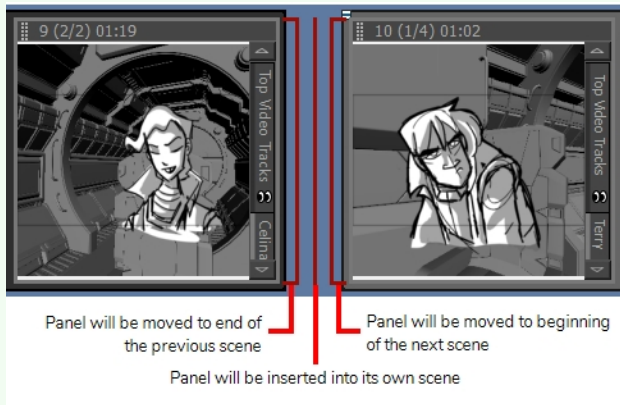 9 (2/2) 01:19
Top Video Tracks
Celina
10 (1/4) 01:02
Top Video Tracks
Terry
Panel will be moved to end of
the previous scene
Panel will be moved to beginning
of the next scene
Panel will be inserted into its own scene